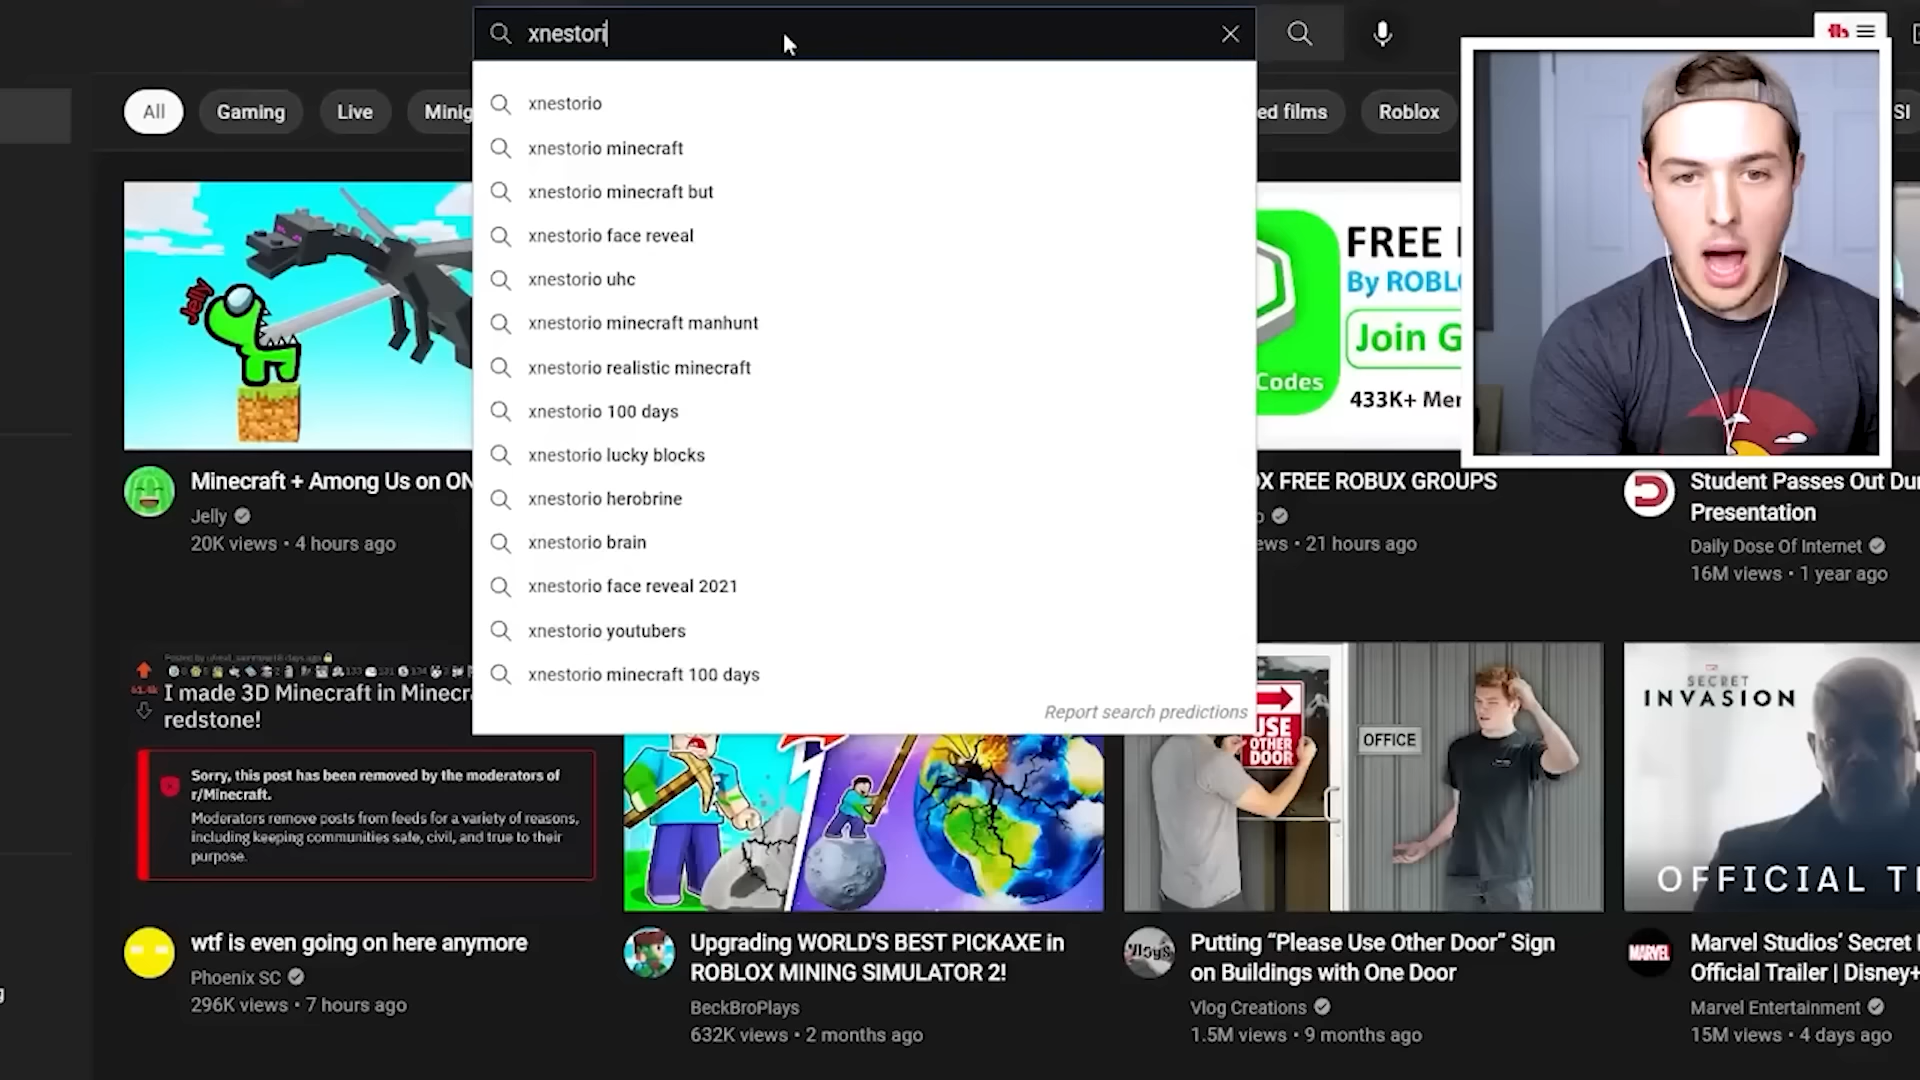 xnestori
xnestorio
xnestorio minecraft
xnestorio minecraft but
xnestorio face reveal
xnestorio uhc
xnestorio minecraft manhunt
xnestorio realistic minecraft
xnestorio 100 days
xnestorio lucky blocks
xnestorio herobrine
xnestorio brain
xnestorio face reveal 2021
xnestorio youtubers
xnestorio minecraft 100 days
Report search predictions
All
Gaming
Live
Minig
ed films
Roblox
SI
Jelly
Minecraft + Among Us on ON
Jelly
20K views • 4 hours ago
FREE
By ROBL
Join G
Codes
433K+ Mer
X FREE ROBUX GROUPS
ews • 21 hours ago
Student Passes Out Du
Presentation
Daily Dose Of Internet
16M views • 1 year ago
I made 3D Minecraft in Minecr
redstone!
Sorry, this post has been removed by the moderators of
r/Minecraft.
Moderators remove posts from feeds for a variety of reasons,
including keeping communities safe, civil, and true to their
purpose.
wtf is even going on here anymore
Phoenix SC
296K views • 7 hours ago
Upgrading WORLD'S BEST PICKAXE in
ROBLOX MINING SIMULATOR 2!
BeckBroPlays
632K views • 2 months ago
USE
OTHER
DOOR
OFFICE
Vlogs
Putting “Please Use Other Door” Sign
on Buildings with One Door
Vlog Creations
1.5M views • 9 months ago
SECRET
INVASION
OFFICIAL T
MARVEL
Marvel Studios’ Secret
Official Trailer | Disney+
Marvel Entertainment
15M views • 4 days ago